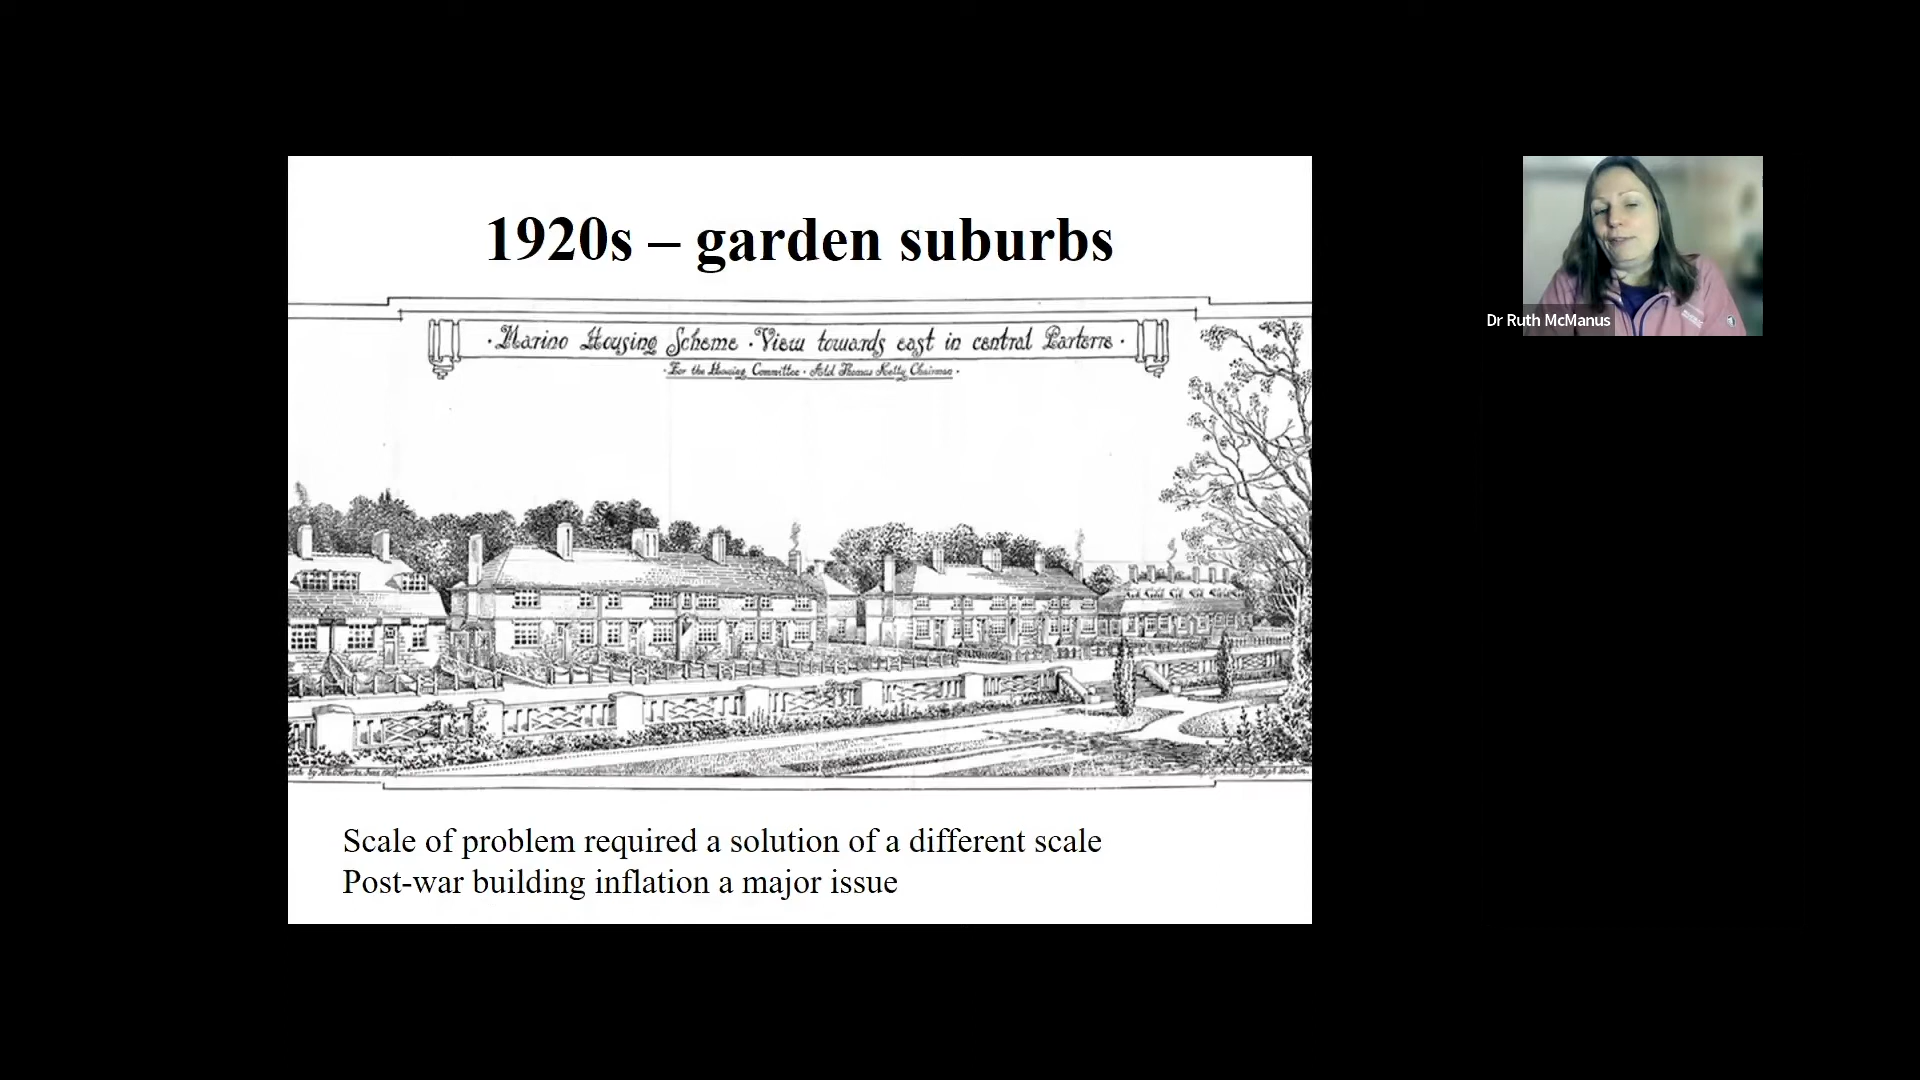 1920s – garden suburbs
· Marino Housing Scheme · View towards east in central Parterre ·
· For the Housing Committee · Ald Thomas Kelly Chairman ·
Scale of problem required a solution of a different scale
Post-war building inflation a major issue
Dr Ruth McManus